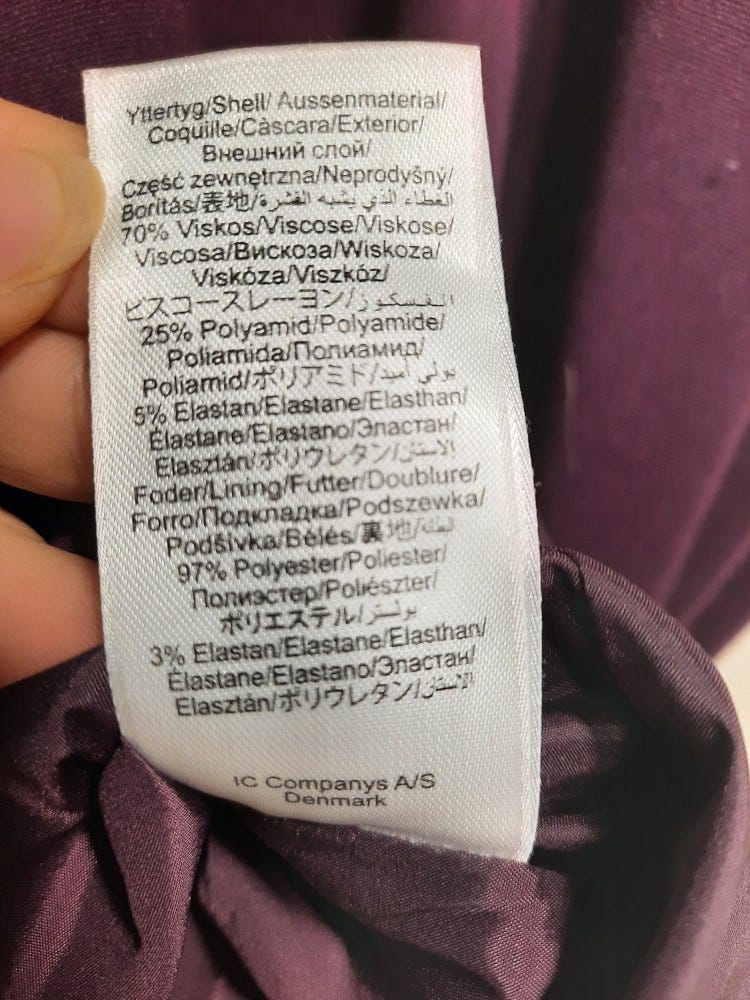 Yttertyg/Shell/ Aussenmaterial/
Coquille/Càscara/Exterior/
Внешний слой/
Część zewnętrzna/Neprodyšný/
Borítás/表地/الغطاء الذي يشبه القشرة/
70% Viskos/Viscose/Viskose/
Viscosa/Вискоза/Wiskoza/
Viskóza/Viszkóz/
ビスコースレーヨン/الفسكوز/
25% Polyamid/Polyamide/
Poliamida/Полиамид/
Poliamid/ポリアミド/بولي أميد/
5% Elastan/Elastane/Elasthan/
Élastane/Elastano/Эластан/
Elasztán/ポリウレタン/الاستان/
Foder/Lining/Futter/Doublure/
Forro/Подкладка/Podszewka/
Podšívka/Bélés/裏地/
97% Polyester/Poliester/
Полиэстер/Poliészter/
ポリエステル/بوليستر/
3% Elastan/Elastane/Elasthan/
Élastane/Elastano/Эластан/
Elasztán/ポリウレタン/الاستان/
IC Companys A/S
Denmark